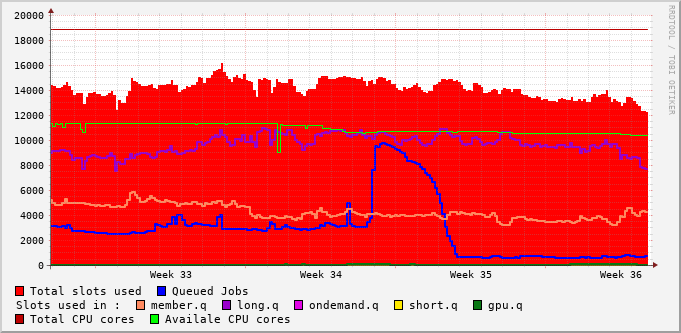 20000
18000
16000
14000
12000
10000
8000
6000
4000
2000
0
Week 33 Week 34 Week 35 Week 36
RRDTOOL / TOBI OETIKER
Total slots used Queued Jobs
Slots used in : member.q long.q ondemand.q short.q gpu.q
Total CPU cores Availale CPU cores